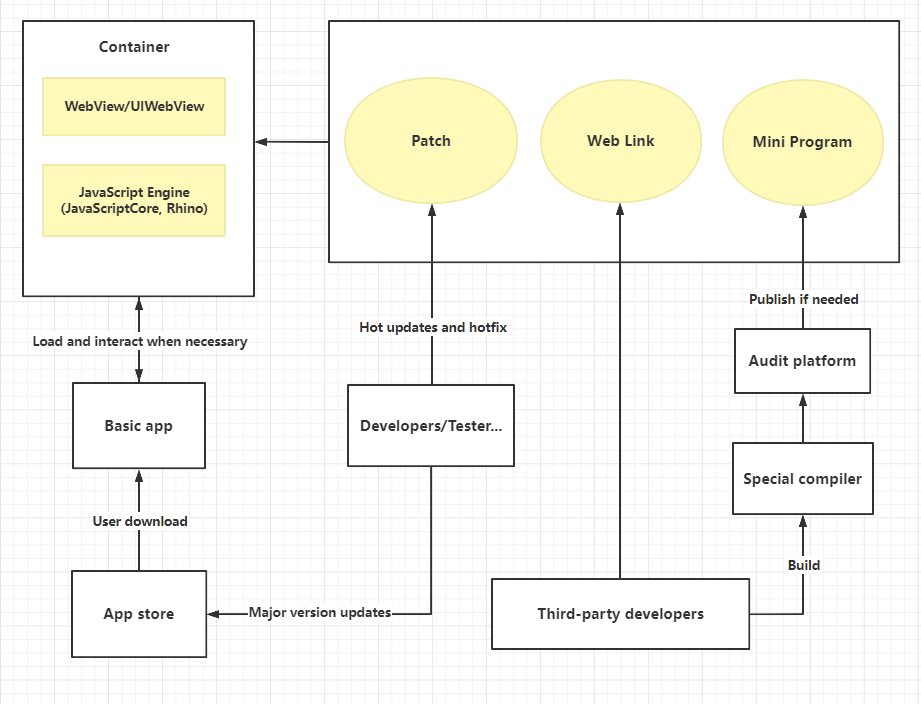 Container
WebView/UIWebView
JavaScript Engine
(JavaScriptCore, Rhino)
Patch
Web Link
Mini Program
Publish if needed
Hot updates and hotfix
Load and interact when necessary
Audit platform
Basic app
Developers/Tester...
Special compiler
User download
Build
App store
Major version updates
Third-party developers